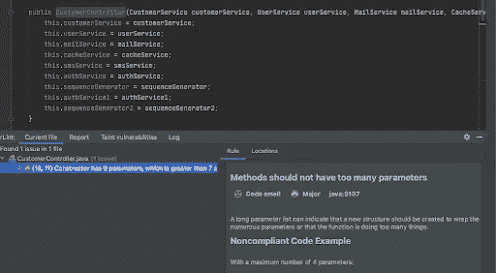 public CustomerController(CustomerService customerService, UserService userService, MailService mailService, CacheServ
this.customerService = customerService;
this.userService = userService;
this.mailService = mailService;
this.cacheService = cacheService;
this.smsService = smsService;
this.authService = authService;
this.sequenceGenerator = sequenceGenerator;
this.authService1 = authService1;
this.sequenceGenerator2 = sequenceGenerator2;
}
rLint: Current file Report Taint vulnerabilities Log
Found 1 issue in 1 file
CustomerController.java (1 issue)
Constructor has 9 parameters, which is greater than 7 a
Rule Locations
Methods should not have too many parameters
Code smell Major java:S107
A long parameter list can indicate that a new structure should be created to wrap the
numerous parameters or that the function is doing too many things.
Noncompliant Code Example
With a maximum number of 4 parameters: